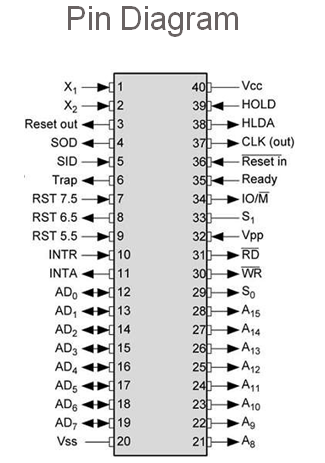 Pin Diagram
X₁ 1 40 Vcc
X₂ 2 39 HOLD
Reset out 3 38 HLDA
SOD 4 37 CLK (out)
SID 5 36 R̅e̅s̅e̅t̅ in
Trap 6 35 Ready
RST 7.5 7 34 IO/M̅
RST 6.5 8 33 S₁
RST 5.5 9 32 Vpp
INTR 10 31 R̅D̅
INTA 11 30 W̅R̅
AD₀ 12 29 S₀
AD₁ 13 28 A₁₅
AD₂ 14 27 A₁₄
AD₃ 15 26 A₁₃
AD₄ 16 25 A₁₂
AD₅ 17 24 A₁₁
AD₆ 18 23 A₁₀
AD₇ 19 22 A₉
Vss 20 21 A₈